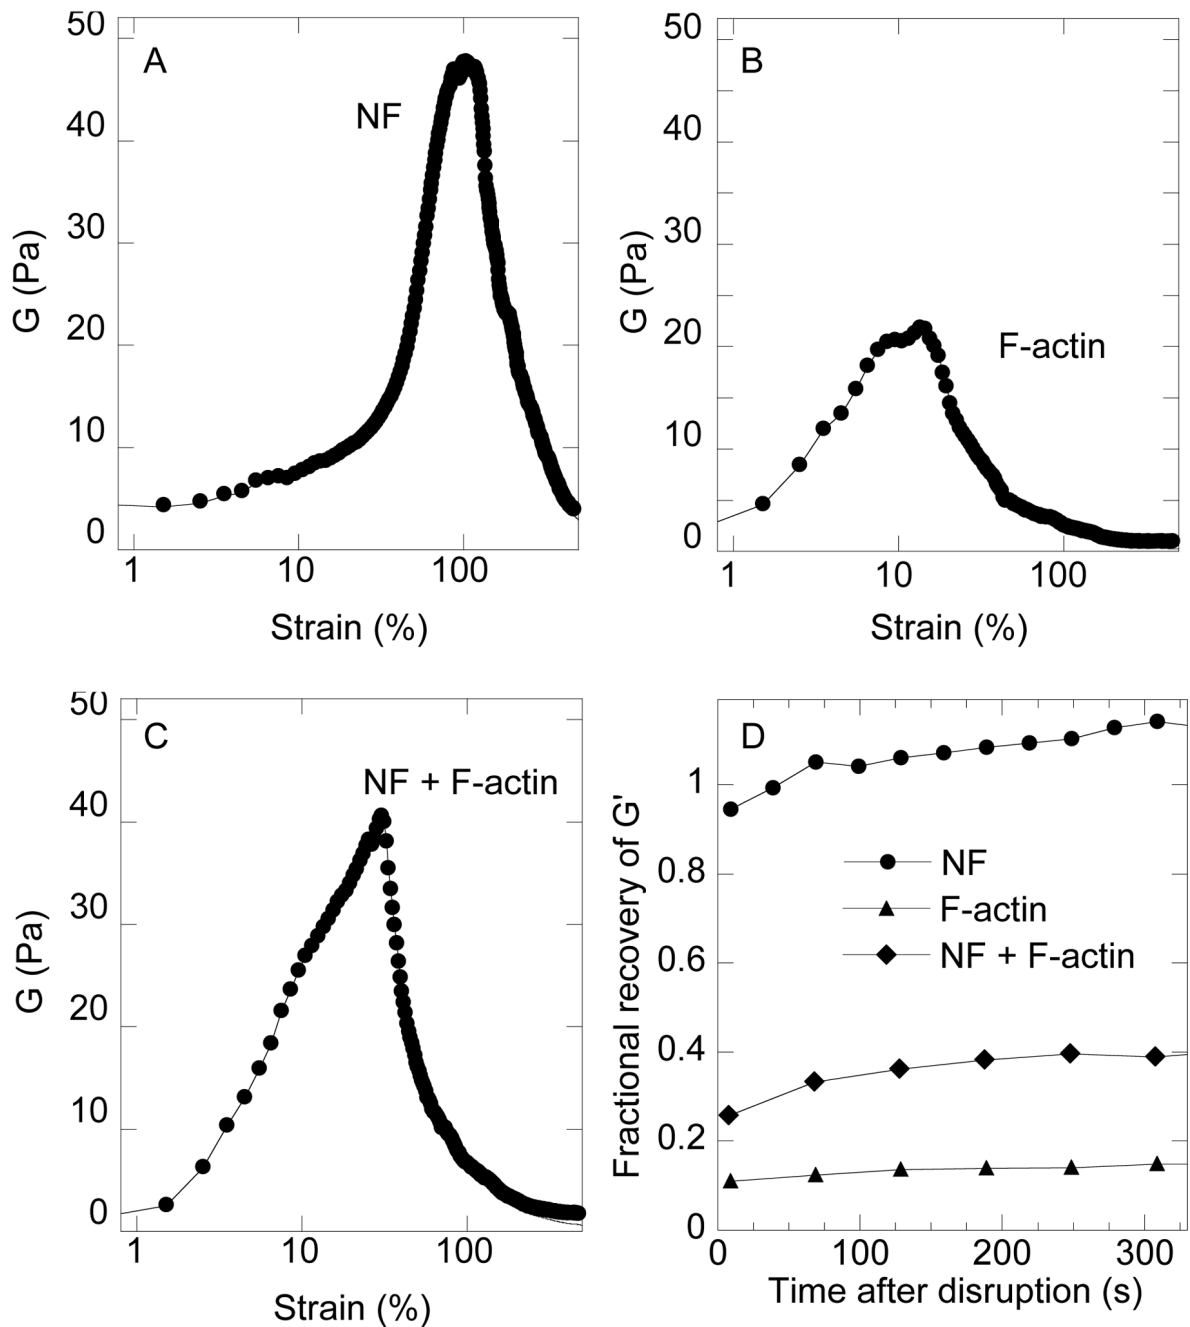 A
NF
50
40
30
20
10
0
G (Pa)
1
10
100
Strain (%)
B
F-actin
50
40
30
20
10
0
G (Pa)
1
10
100
Strain (%)
C
NF + F-actin
50
40
30
20
10
0
G (Pa)
1
10
100
Strain (%)
D
1
0.8
0.6
0.4
0.2
0
Fractional recovery of G'
NF
F-actin
NF + F-actin
0
100
200
300
Time after disruption (s)